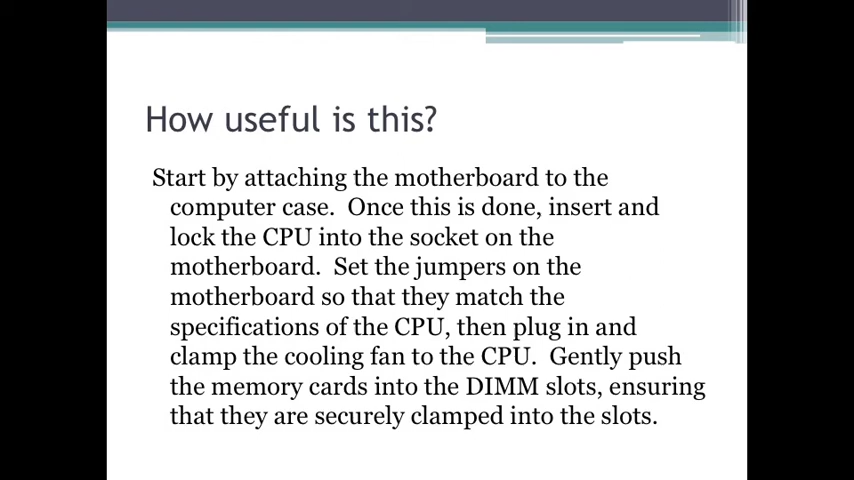 How useful is this?
Start by attaching the motherboard to the
computer case.  Once this is done, insert and
lock the CPU into the socket on the
motherboard.  Set the jumpers on the
motherboard so that they match the
specifications of the CPU, then plug in and
clamp the cooling fan to the CPU.  Gently push
the memory cards into the DIMM slots, ensuring
that they are securely clamped into the slots.